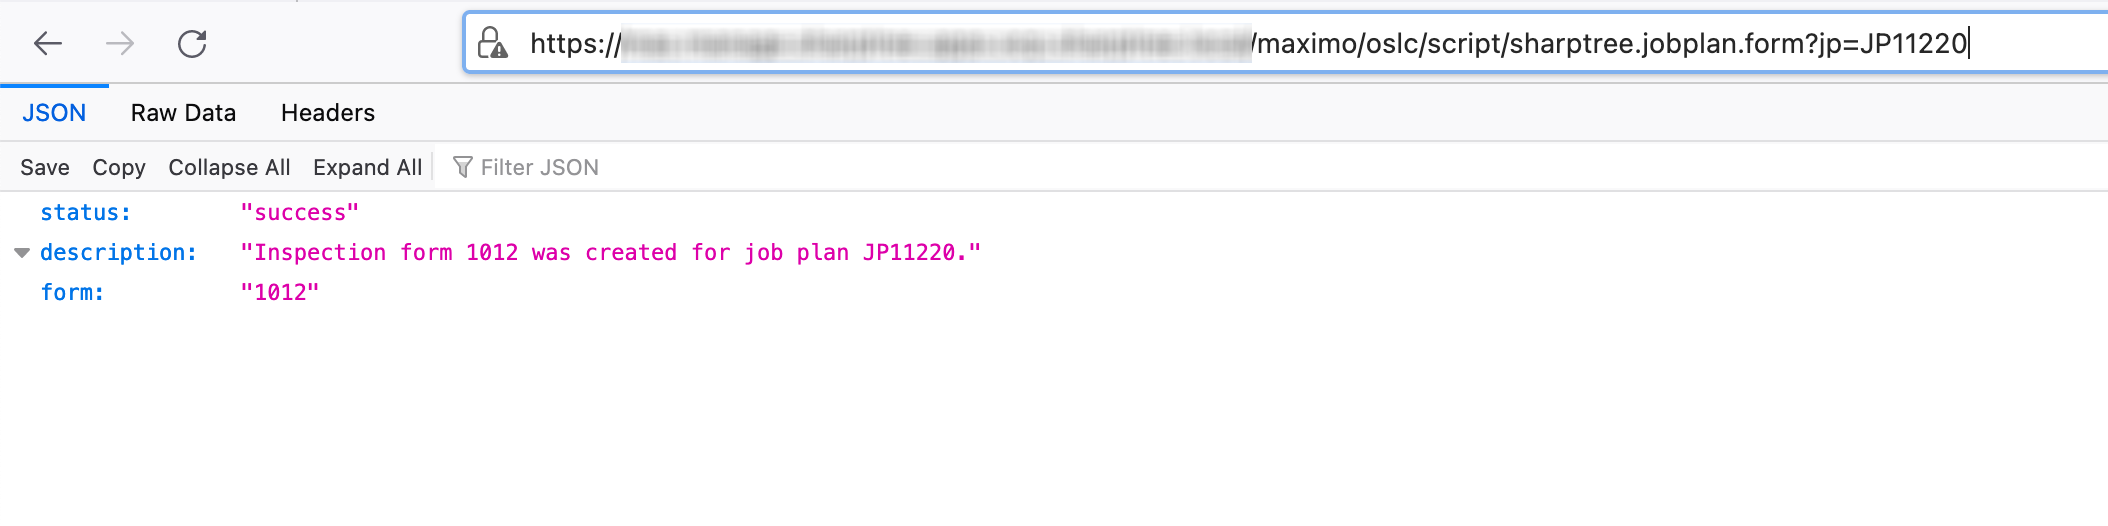 https:// /maximo/oslc/script/sharptree.jobplan.form?jp=JP11220
JSON Raw Data Headers
Save Copy Collapse All Expand All Filter JSON
status: "success"
description: "Inspection form 1012 was created for job plan JP11220."
form: "1012"